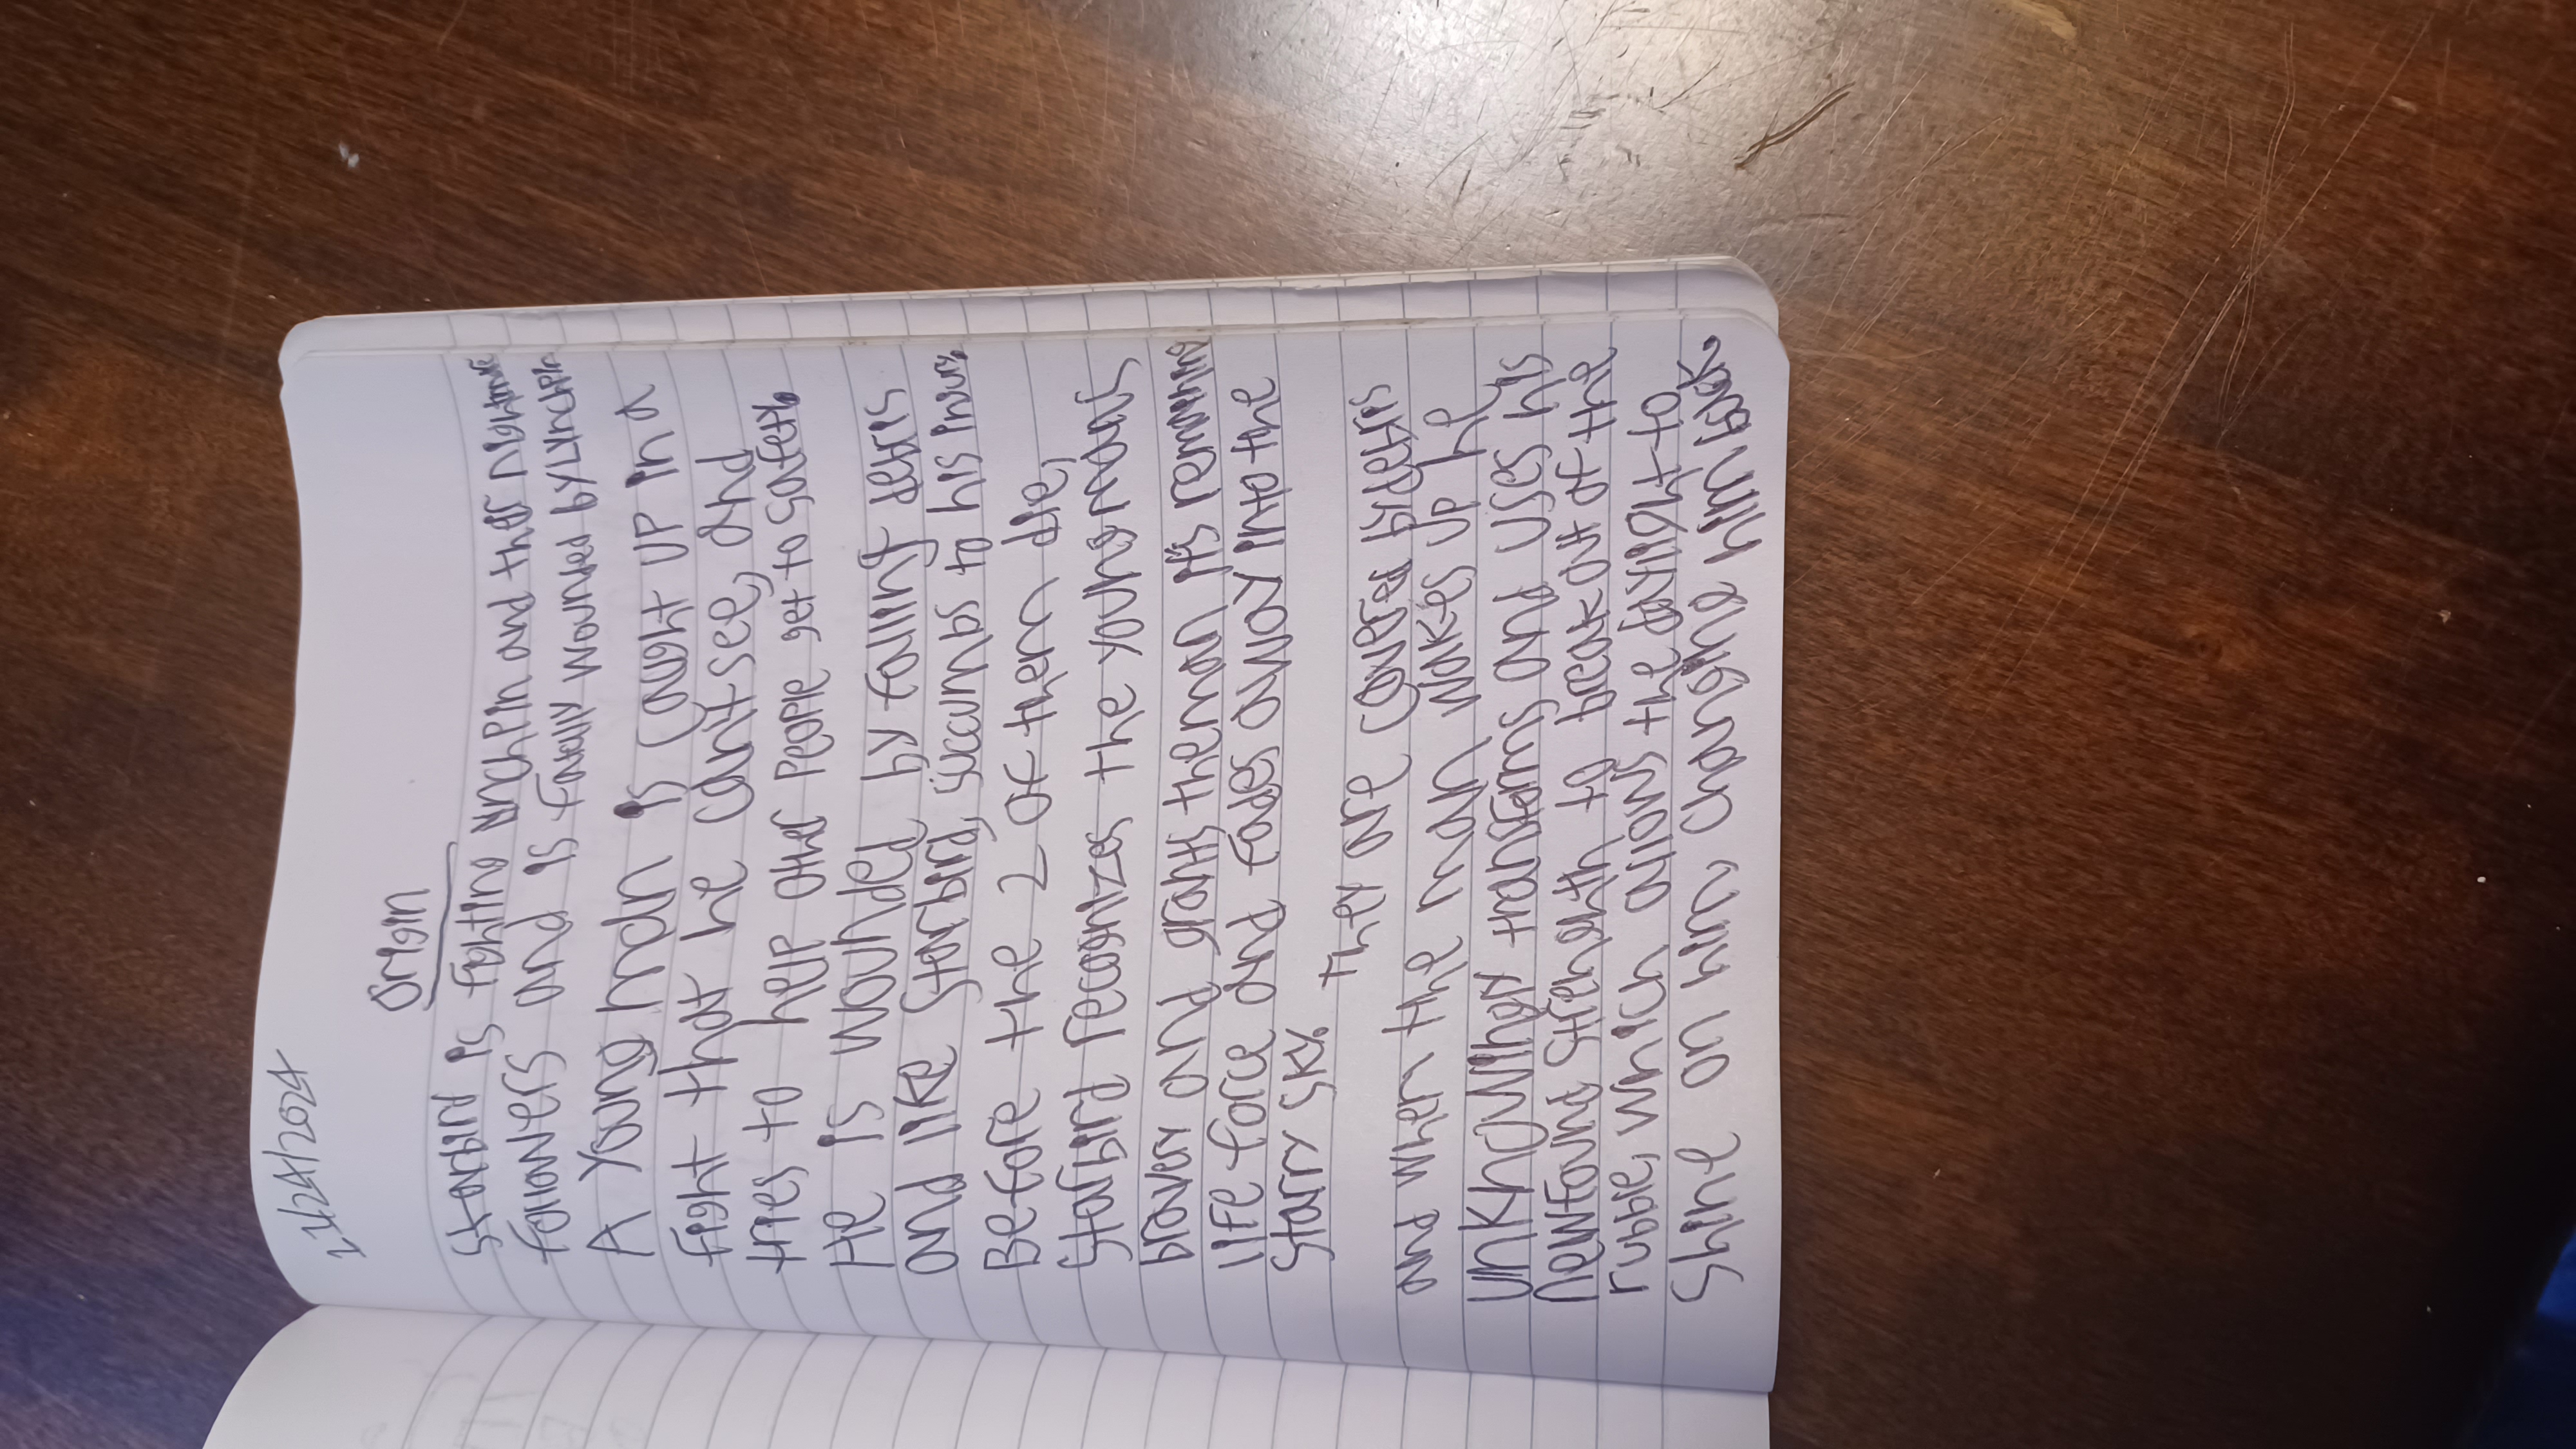 11/24/2024
Origin
Starbird is fighting Lynchpin and their nightmare
followers and is fatally wounded by Lynchpin
A young man is caught up in a
fight that he can't see, and
tries to help other people get to safety.
He is wounded by falling debris
and like Starbird, succumbs to his injury.
Before the 2 of them die,
Starbird recognizes the young mans
bravery and grants the man it's remaining
life force and fades away into the
starry sky.
They are covered by debris
and when the man wakes up he
unknowingly transforms and uses his
newfound strength to break out of the
rubble, which allows the daylight to
shine on him, changing him back.